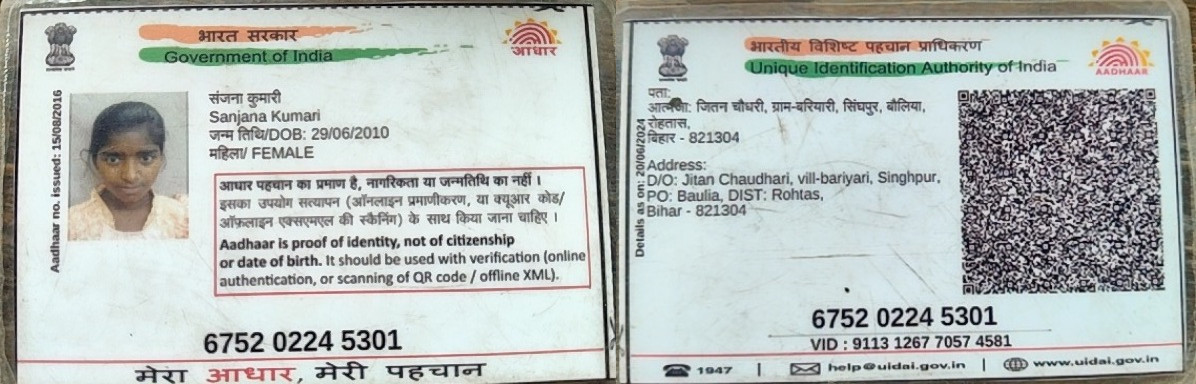 भारत सरकार
Government of India
आधार
Aadhaar no. issued: 15/08/2016
संजना कुमारी
Sanjana Kumari
जन्म तिथि/DOB: 29/06/2010
महिला/ FEMALE
आधार पहचान का प्रमाण है, नागरिकता या जन्मतिथि का नहीं ।
इसका उपयोग सत्यापन (ऑनलाइन प्रमाणीकरण, या क्यूआर कोड/
ऑफ़लाइन एक्सएमएल की स्कैनिंग) के साथ किया जाना चाहिए ।
Aadhaar is proof of identity, not of citizenship
or date of birth. It should be used with verification (online
authentication, or scanning of QR code / offline XML).
6752 0224 5301
मेरा आधार, मेरी पहचान
भारतीय विशिष्ट पहचान प्राधिकरण
Unique Identification Authority of India
AADHAAR
Details as on: 20/06/2024
पता:
आत्मजा: जितन चौधरी, ग्राम-बरियारी, सिंघपुर, बौलिया,
रोहतास,
बिहार - 821304
Address:
D/O: Jitan Chaudhari, vill-bariyari, Singhpur,
PO: Baulia, DIST: Rohtas,
Bihar - 821304
6752 0224 5301
VID : 9113 1267 7057 4581
1947 | help@uidai.gov.in | www.uidai.gov.in